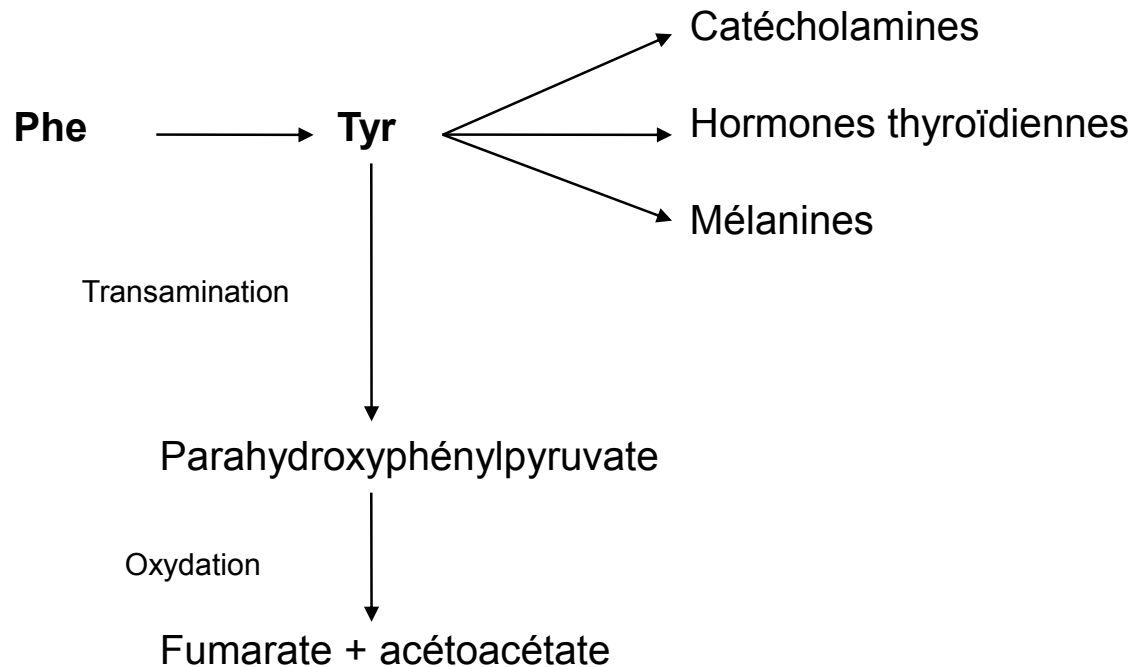 Catécholamines
Phe
Tyr
Hormones thyroïdiennes
Mélanines
Transamination
Parahydroxyphénylpyruvate
Oxydation
Fumarate + acétoacétate